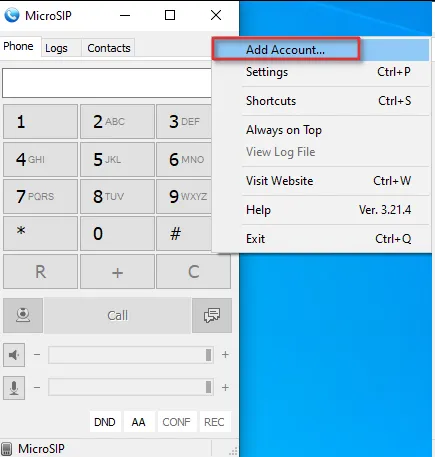 MicroSIP
Phone Logs Contacts
Add Account...
Settings Ctrl+P
Shortcuts Ctrl+S
Always on Top
View Log File
Visit Website Ctrl+W
Help Ver. 3.21.4
Exit Ctrl+Q
1 2 ABC 3 DEF
4 GHI 5 JKL 6 MNO
7 PQRS 8 TUV 9 WXYZ
* 0 #
R + C
Call
− +
− +
DND AA CONF REC
MicroSIP